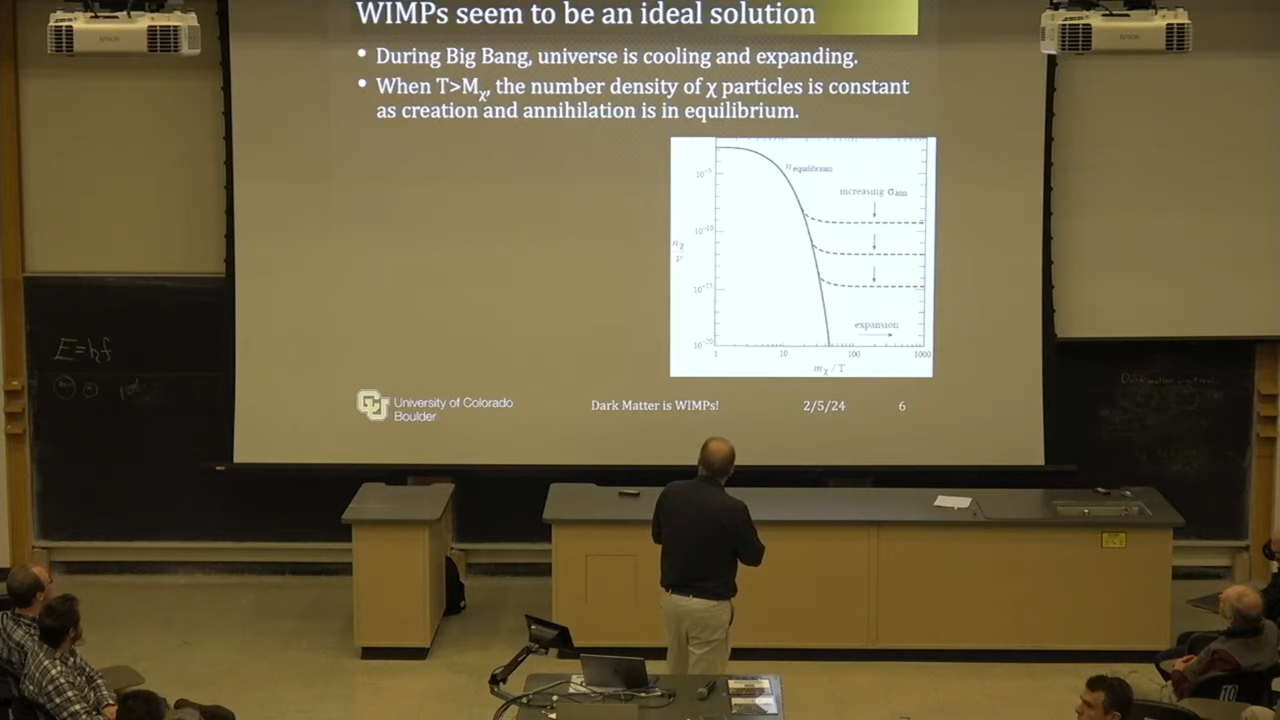 WIMPs seem to be an ideal solution
• During Big Bang, universe is cooling and expanding.
• When T>Mχ, the number density of χ particles is constant
as creation and annihilation is in equilibrium.
n equilibrium
increasing σann
10⁻⁵
10⁻¹⁰
10⁻¹⁵
10⁻²⁰
nχ
expansion
1
10
100
1000
mχ / T
University of Colorado
Boulder
Dark Matter is WIMPs!
2/5/24
6
E=hf
EPSON
EPSON
10